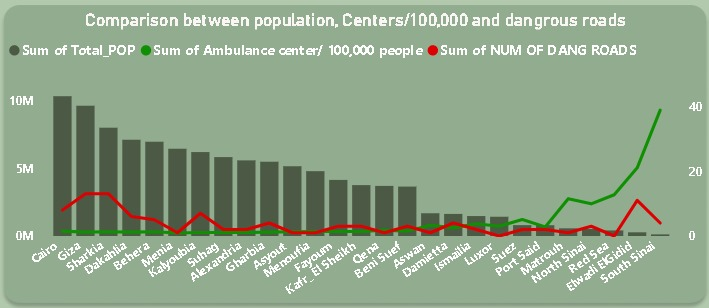 Comparison between population, Centers/100,000 and dangrous roads
Sum of Total_POP Sum of Ambulance center/ 100,000 people Sum of NUM OF DANG ROADS
10M
5M
0M
40
20
0
Cairo
Giza
Sharkia
Dakahlia
Behera
Menia
Kalyoubia
Suhag
Alexandria
Gharbia
Asyout
Menoufia
Fayoum
Kafr_El Sheikh
Qena
Beni Suef
Aswan
Damietta
Ismailia
Luxor
Suez
Port Said
Matrouh
North Sinai
Red Sea
Elwadi ElGidid
South Sinai